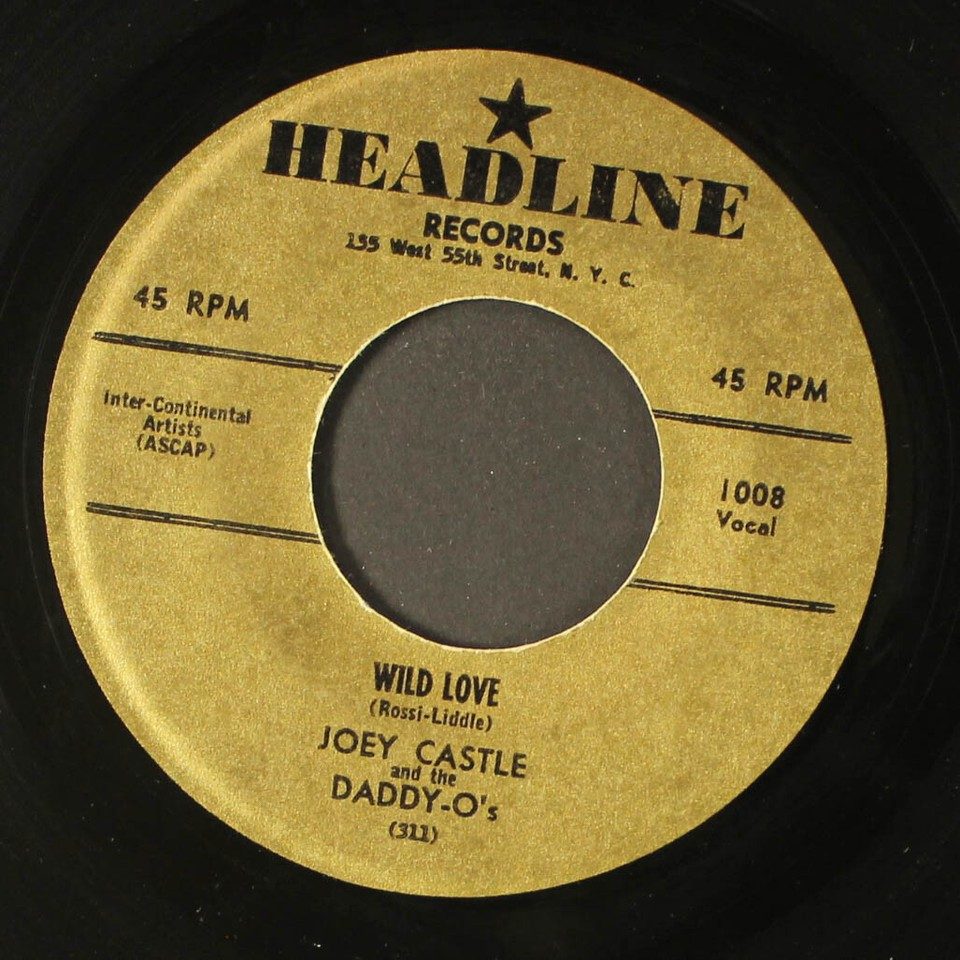 HEADLINE
RECORDS
155 West 55th Street, N. Y. C.
45 RPM
45 RPM
Inter-Continental
Artists
(ASCAP)
1008
Vocal
WILD LOVE
(Rossi-Liddle)
JOEY CASTLE
and the
DADDY-O's
(311)